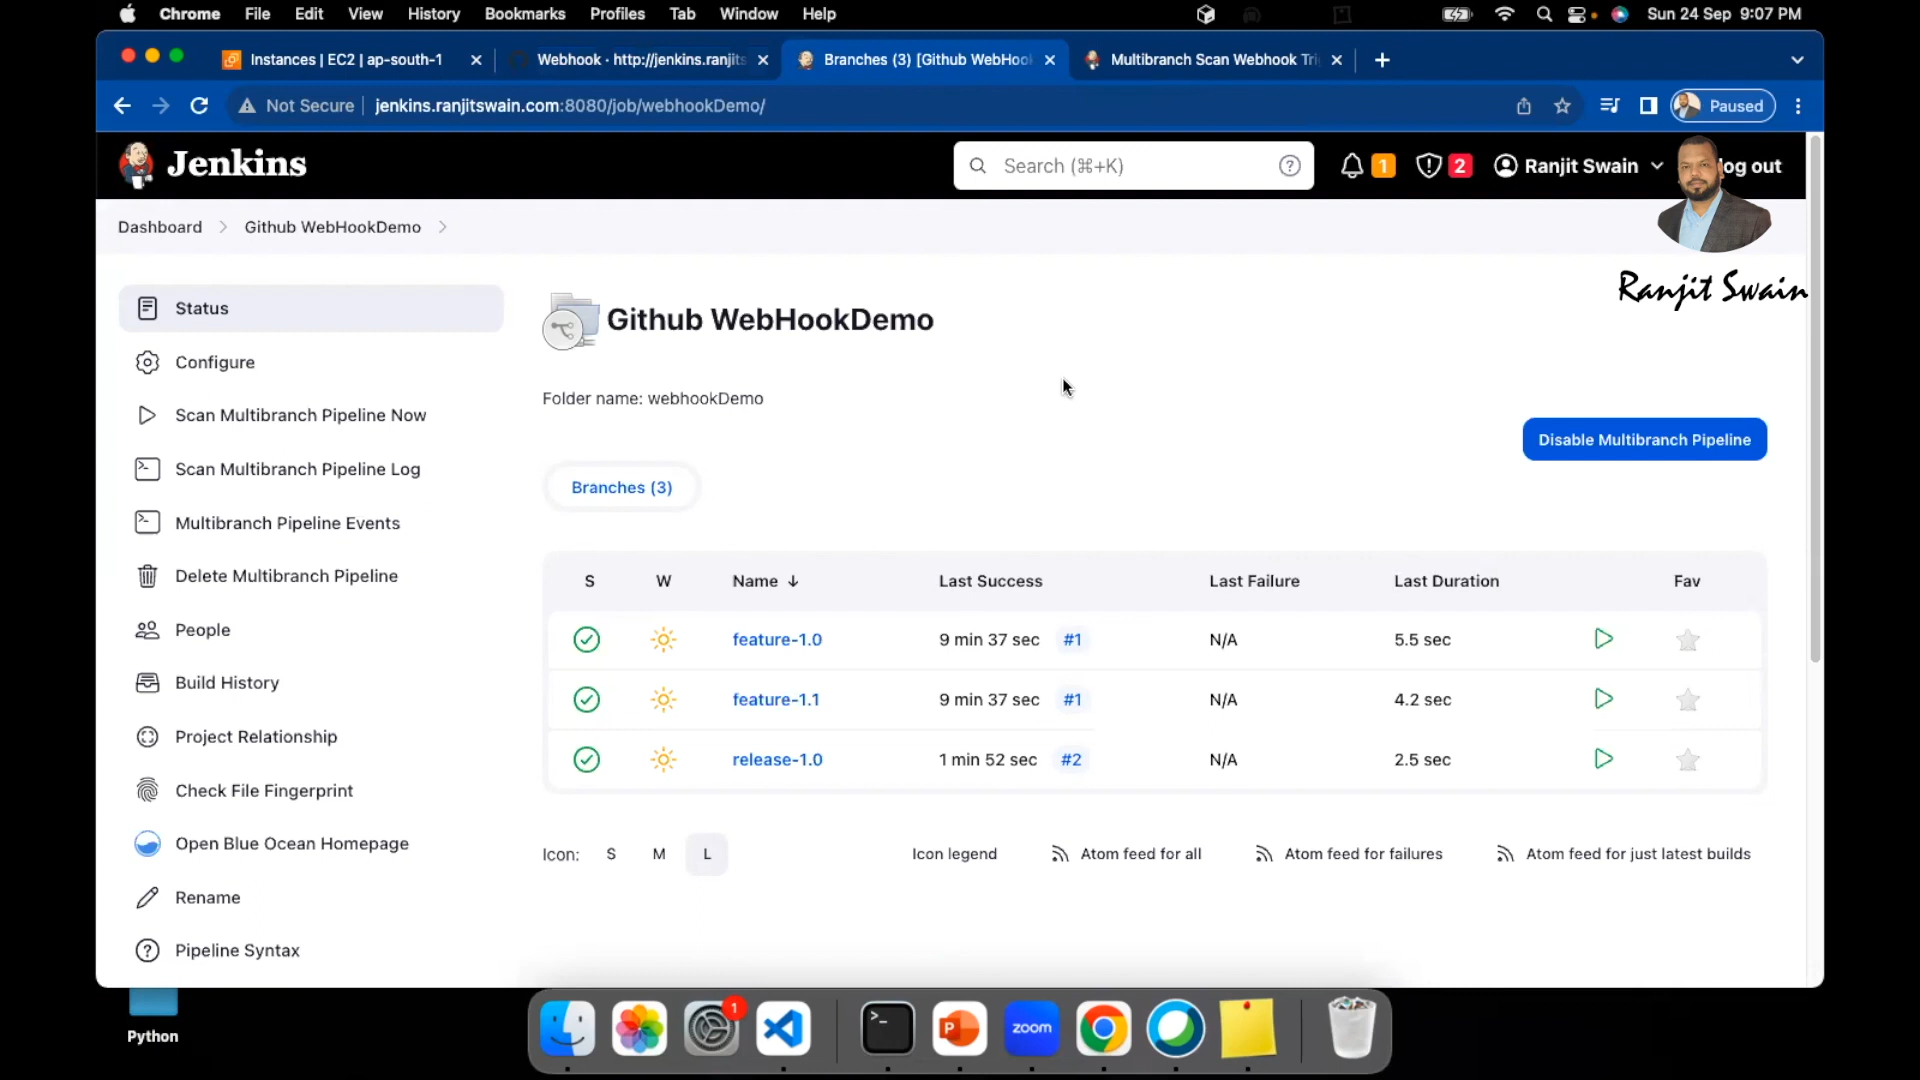 Chrome File Edit View History Bookmarks Profiles Tab Window Help Sun 24 Sep 9:07 PM
Instances | EC2 | ap-south-1 Webhook · http://jenkins.ranjits Branches (3) [Github WebHoo Multibranch Scan Webhook Tri
Not Secure jenkins.ranjitswain.com:8080/job/webhookDemo/ Paused
Jenkins Search (⌘+K) 1 2 Ranjit Swain log out
Dashboard Github WebHookDemo
Ranjit Swain
Status
Configure
Scan Multibranch Pipeline Now
Scan Multibranch Pipeline Log
Multibranch Pipeline Events
Delete Multibranch Pipeline
People
Build History
Project Relationship
Check File Fingerprint
Open Blue Ocean Homepage
Rename
Pipeline Syntax
Github WebHookDemo
Folder name: webhookDemo
Disable Multibranch Pipeline
Branches (3)
S W Name ↓ Last Success Last Failure Last Duration Fav
feature-1.0 9 min 37 sec #1 N/A 5.5 sec
feature-1.1 9 min 37 sec #1 N/A 4.2 sec
release-1.0 1 min 52 sec #2 N/A 2.5 sec
Icon: S M L Icon legend Atom feed for all Atom feed for failures Atom feed for just latest builds
Python
1
zoom